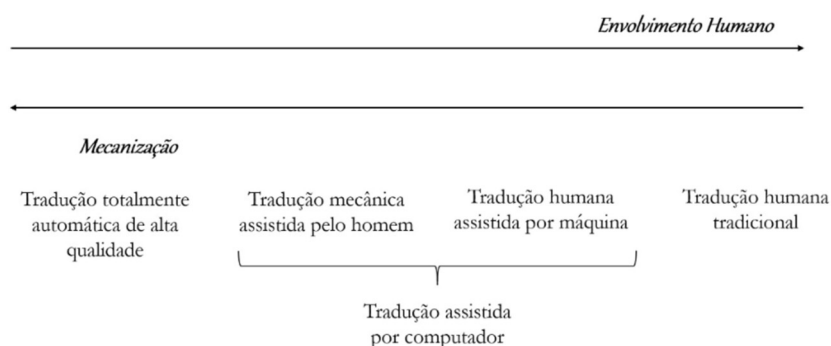 Envolvimento Humano
Mecanização
Tradução totalmente
automática de alta
qualidade
Tradução mecânica
assistida pelo homem
Tradução humana
assistida por máquina
Tradução humana
tradicional
Tradução assistida
por computador